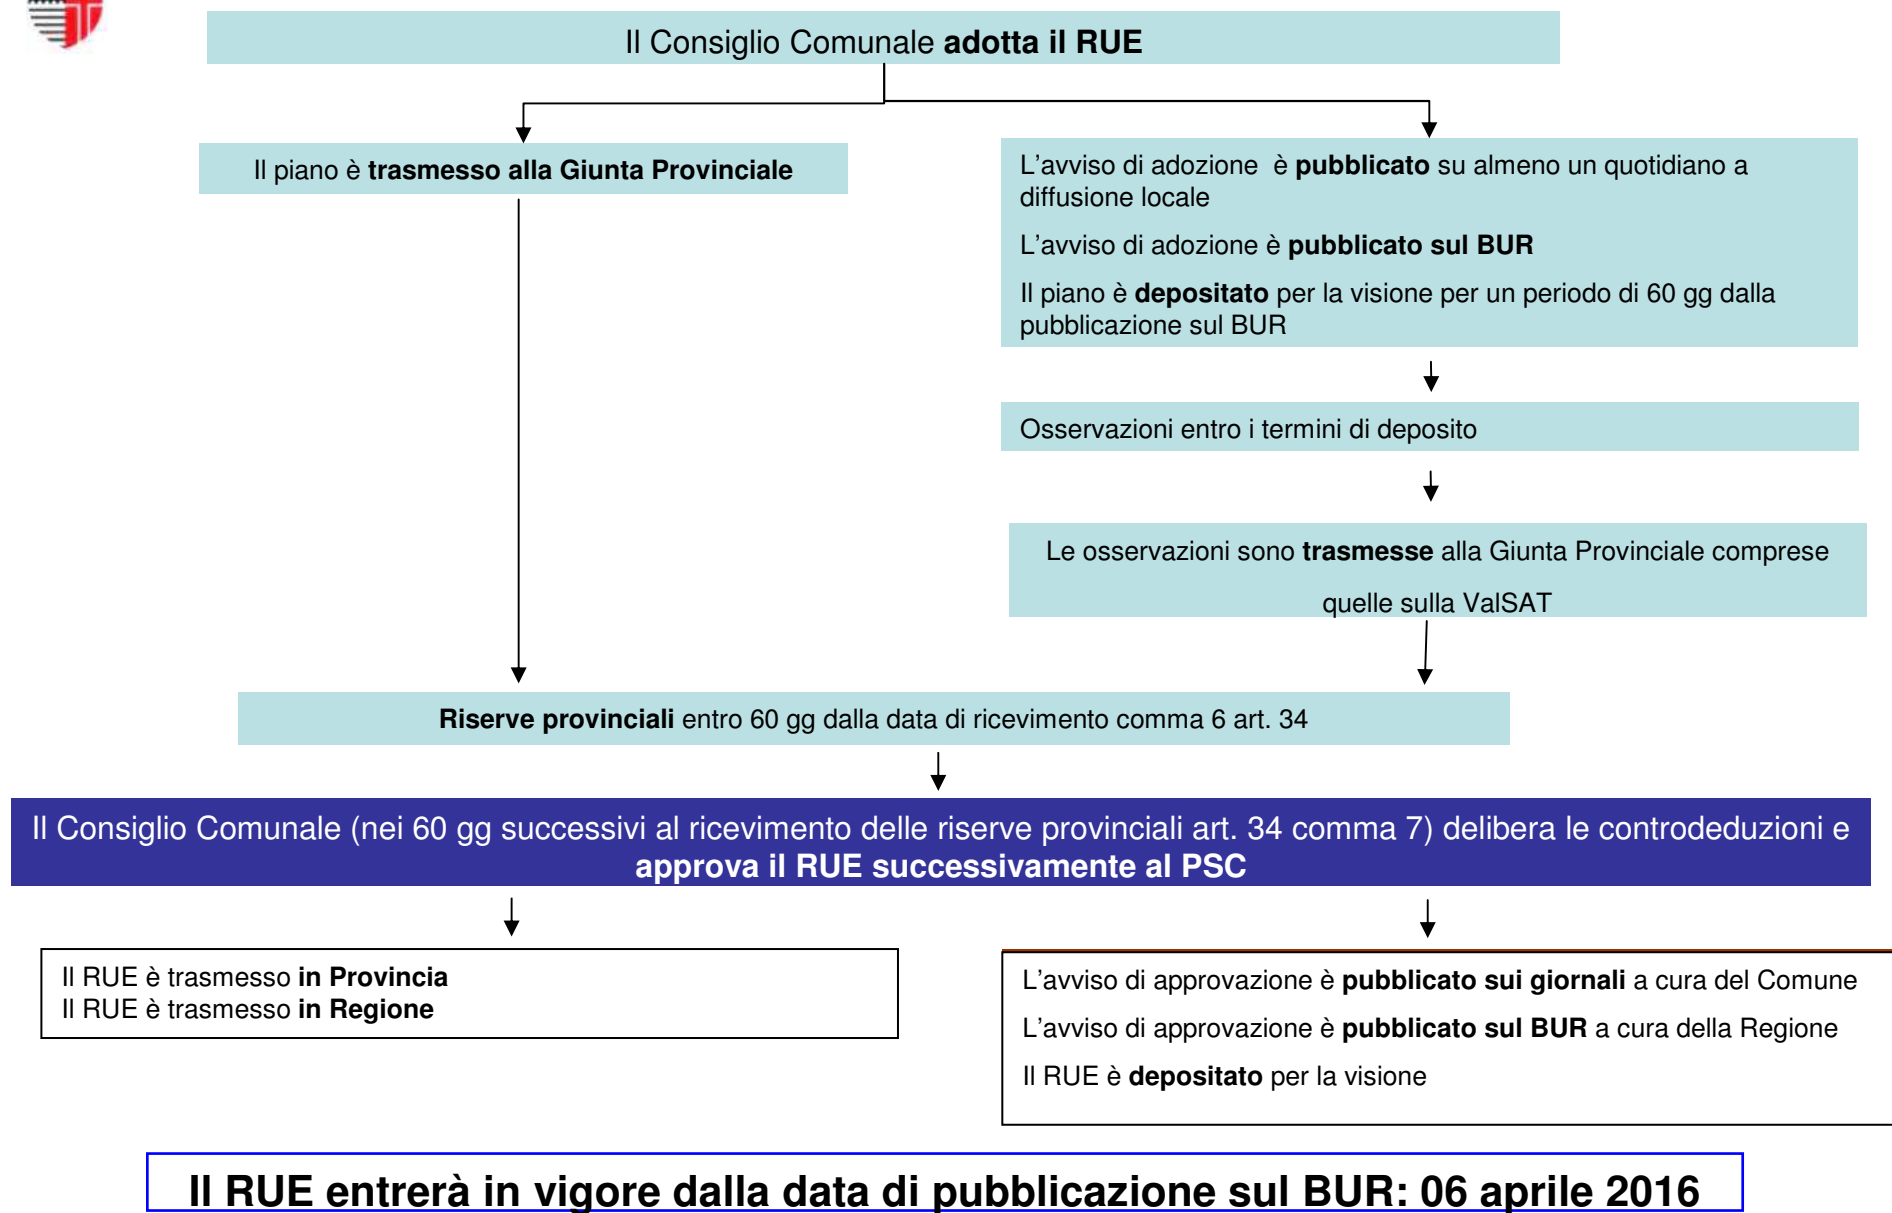 Il Consiglio Comunale adotta il RUE
Il piano è trasmesso alla Giunta Provinciale
L'avviso di adozione è pubblicato su almeno un quotidiano a
diffusione locale
L'avviso di adozione è pubblicato sul BUR
Il piano è depositato per la visione per un periodo di 60 gg dalla
pubblicazione sul BUR
Osservazioni entro i termini di deposito
Le osservazioni sono trasmesse alla Giunta Provinciale comprese
quelle sulla ValSAT
Riserve provinciali entro 60 gg dalla data di ricevimento comma 6 art. 34
Il Consiglio Comunale (nei 60 gg successivi al ricevimento delle riserve provinciali art. 34 comma 7) delibera le controdeduzioni e
approva il RUE successivamente al PSC
Il RUE è trasmesso in Provincia
Il RUE è trasmesso in Regione
L'avviso di approvazione è pubblicato sui giornali a cura del Comune
L'avviso di approvazione è pubblicato sul BUR a cura della Regione
Il RUE è depositato per la visione
Il RUE entrerà in vigore dalla data di pubblicazione sul BUR: 06 aprile 2016